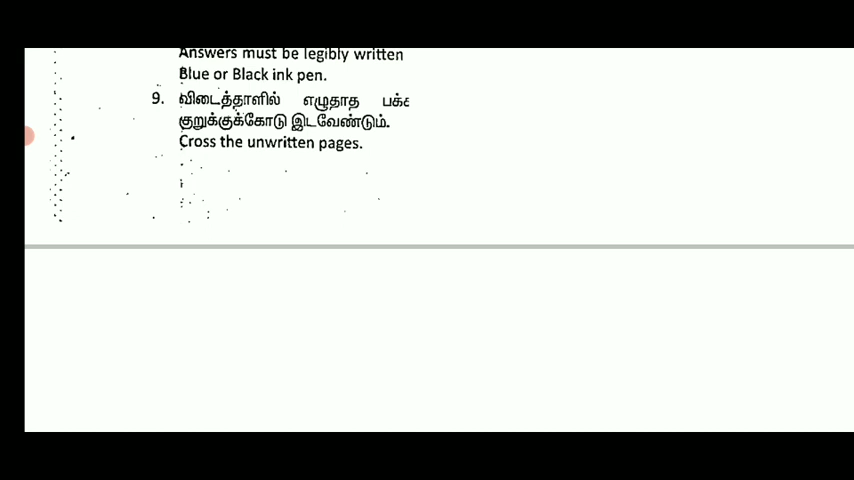 Answers must be legibly written
Blue or Black ink pen.
9. விடைத்தாளில் எழுதாத
குறுக்குக்கோடு இடவேண்டும்.
Cross the unwritten pages.